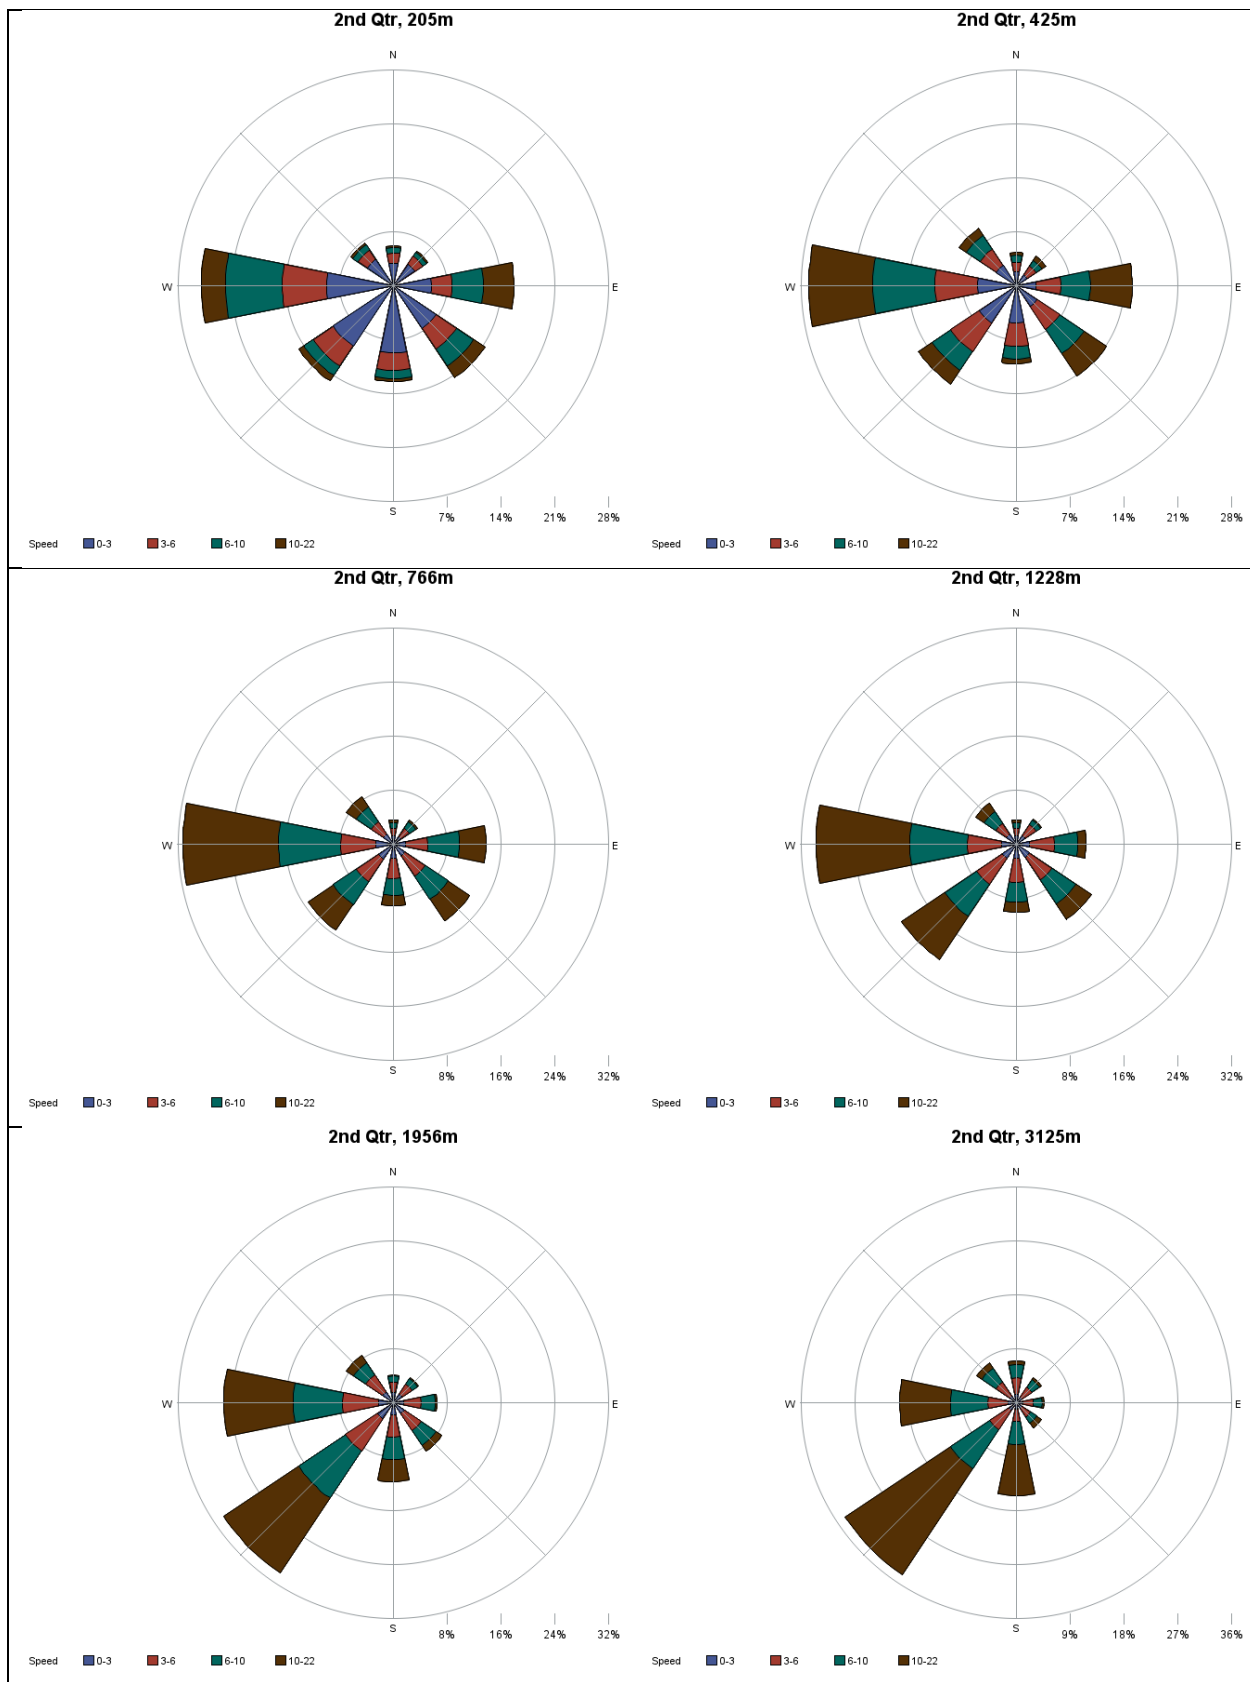 2nd Qtr, 205m
N
W
E
S
7% 14% 21% 28%
Speed 0-3 3-6 6-10 10-22
2nd Qtr, 425m
N
W
E
S
7% 14% 21% 28%
Speed 0-3 3-6 6-10 10-22
2nd Qtr, 766m
N
W
E
S
8% 16% 24% 32%
Speed 0-3 3-6 6-10 10-22
2nd Qtr, 1228m
N
W
E
S
8% 16% 24% 32%
Speed 0-3 3-6 6-10 10-22
2nd Qtr, 1956m
N
W
E
S
8% 16% 24% 32%
Speed 0-3 3-6 6-10 10-22
2nd Qtr, 3125m
N
W
E
S
9% 18% 27% 36%
Speed 0-3 3-6 6-10 10-22